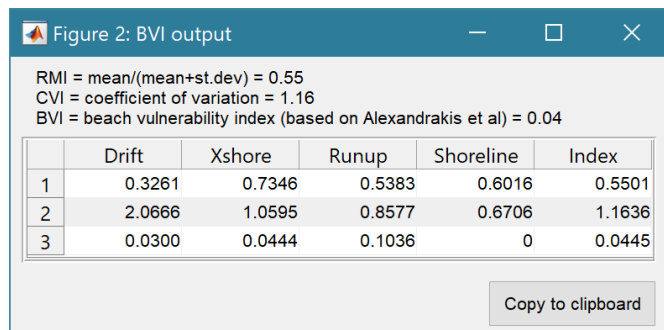 Figure 2: BVI output
RMI = mean/(mean+st.dev) = 0.55
CVI = coefficient of variation = 1.16
BVI = beach vulnerability index (based on Alexandrakis et al) = 0.04
Drift Xshore Runup Shoreline Index
1 0.3261 0.7346 0.5383 0.6016 0.5501
2 2.0666 1.0595 0.8577 0.6706 1.1636
3 0.0300 0.0444 0.1036 0 0.0445
Copy to clipboard